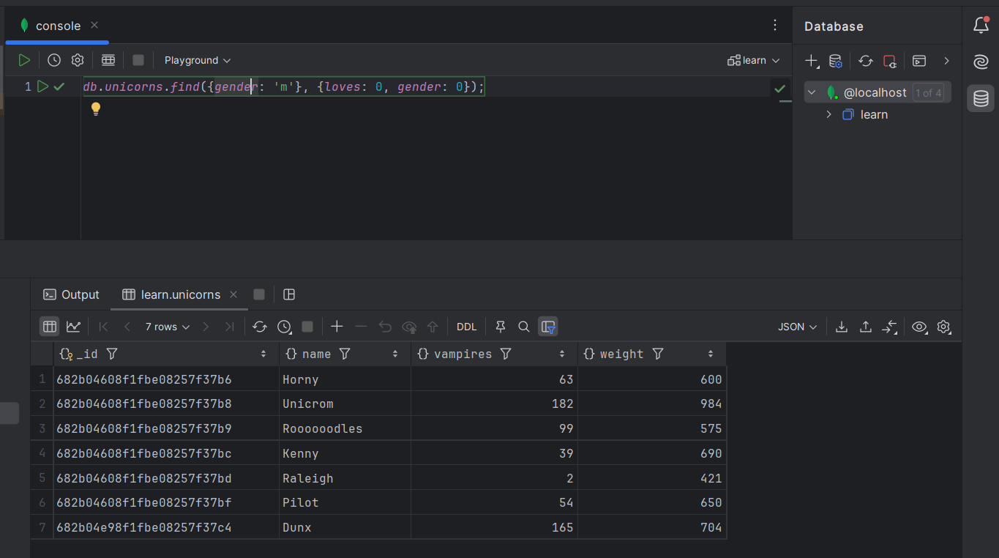 console
Database
Playground
learn
1 db.unicorns.find({gender: 'm'}, {loves: 0, gender: 0});
@localhost 1 of 4
learn
Output learn.unicorns
7 rows DDL JSON
_id name vampires weight
1 682b04608f1fbe08257f37b6 Horny 63 600
2 682b04608f1fbe08257f37b8 Unicrom 182 984
3 682b04608f1fbe08257f37b9 Roooooodles 99 575
4 682b04608f1fbe08257f37bc Kenny 39 690
5 682b04608f1fbe08257f37bd Raleigh 2 421
6 682b04608f1fbe08257f37bf Pilot 54 650
7 682b04e98f1fbe08257f37c4 Dunx 165 704